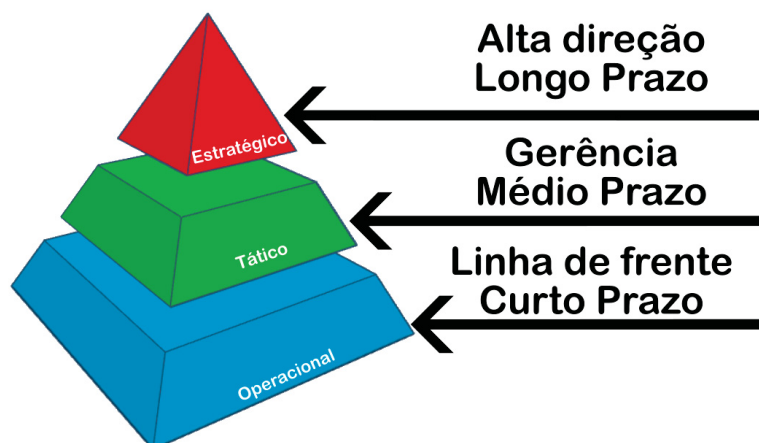 Alta direção
Longo Prazo
Estratégico
Gerência
Médio Prazo
Tático
Linha de frente
Curto Prazo
Operacional